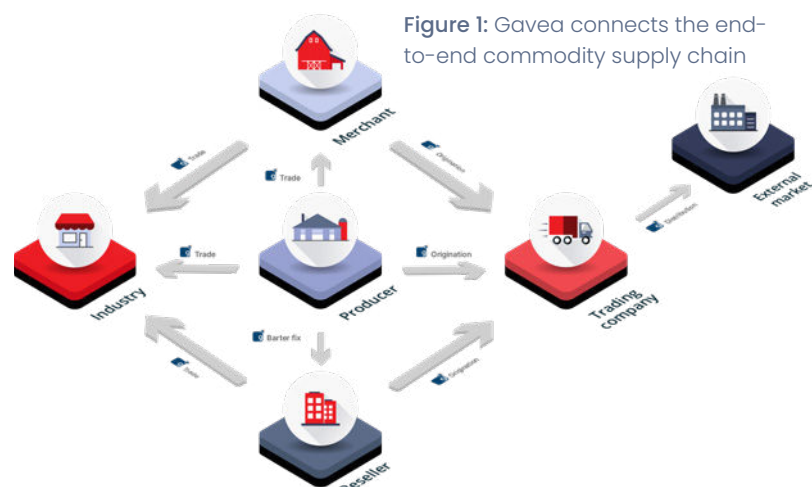 Figure 1: Gavea connects the end-
to-end commodity supply chain
Merchant
External
market
Trade
Trade
Origination
Distribution
Industry
Trade
Producer
Origination
Trading
company
Barter fix
Trade
Origination
Reseller